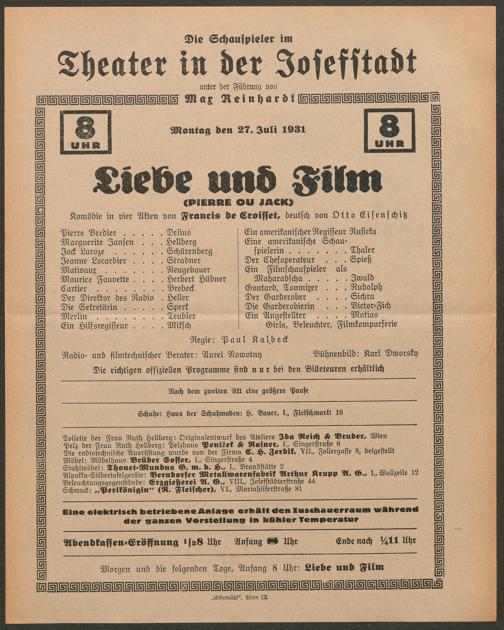 Die Schauspieler im
Theater in der Josefstadt
unter der Führung von
Max Reinhardt
8 UHR
Montag den 27. Juli 1931
8 UHR
Liebe und Film
(PIERRE OU JACK)
Komödie in vier Akten von Francis de Croisset, deutsch von Otto Eisenschitz
Pierre Verdier . . . . . Delius
Marguerite Jansen . . . Hellberg
Jack Laroze . . . . . Schürenberg
Jeanne Locardier . . . . Stradner
Mativaux . . . . . Neugebauer
Maurice Fauvette . . . . Herbert Hübner
Cartier . . . . . Brebeck
Der Direktor des Radio . Heller
Die Sekretärin . . . . Sperk
Merlin . . . . . Teubler
Ein Hilfsregisseur . . . Mitsch
Ein amerikanischer Regisseur Rusicka
Eine amerikanische Schau-
spielerin . . . . . Thaler
Der Chefoperateur . . . Spieß
Ein Filmschauspieler als
Maharadscha . . . . Iwald
Gontard, Tonmixer . . . Rudolph
Der Garderober . . . . Sichra
Die Garderobierin . . . Victor-Fich
Ein Angestellter . . . . Matias
Girls, Beleuchter, Filmkomparserie
Regie: Paul Kalbeck
Radio- und filmtechnischer Berater: Aurel Nowotny Bühnenbild: Karl Dworsky
Die richtigen offiziellen Programme sind nur bei den Billeteuren erhältlich
Nach dem zweiten Akt eine größere Pause
Schuhe: Haus der Schuhmoden: H. Bauer, I., Fleischmarkt 10
Toilette der Frau Ruth Hellberg: Originalentwurf des Ateliers Ida Reich & Bruder, Wien
Pelz der Frau Ruth Hellberg: Pelzhaus Penizek & Rainer, I., Singerstraße 8
Die radiotechnische Ausrüstung wurde von der Firma C. H. Zerdik, VII., Zollergasse 8, beigestellt
Möbel: Möbelhaus Brüder Soffer, I., Singerstraße 4
Stahlmöbel: Thonet-Mundus G. m. b. H., I., Brandstätte 2
Alpakka-Silbertafelgeräte: Berndorfer Metallwarenfabrik Arthur Krupp A. G., I., Wollzeile 12
Beleuchtungsgegenstände: Erzgießerei A. G., VIII., Josefstädterstraße 44
Schmuck: „Perlkönigin" (R. Fleischer), VI., Mariahilferstraße 81
Eine elektrisch betriebene Anlage erhält den Zuschauerraum während
der ganzen Vorstellung in kühler Temperatur
Abendkassen-Eröffnung ½8 Uhr Anfang 8 Uhr Ende nach ¼11 Uhr
Morgen und die folgenden Tage, Anfang 8 Uhr: Liebe und Film
„Elbemühl", Wien IX